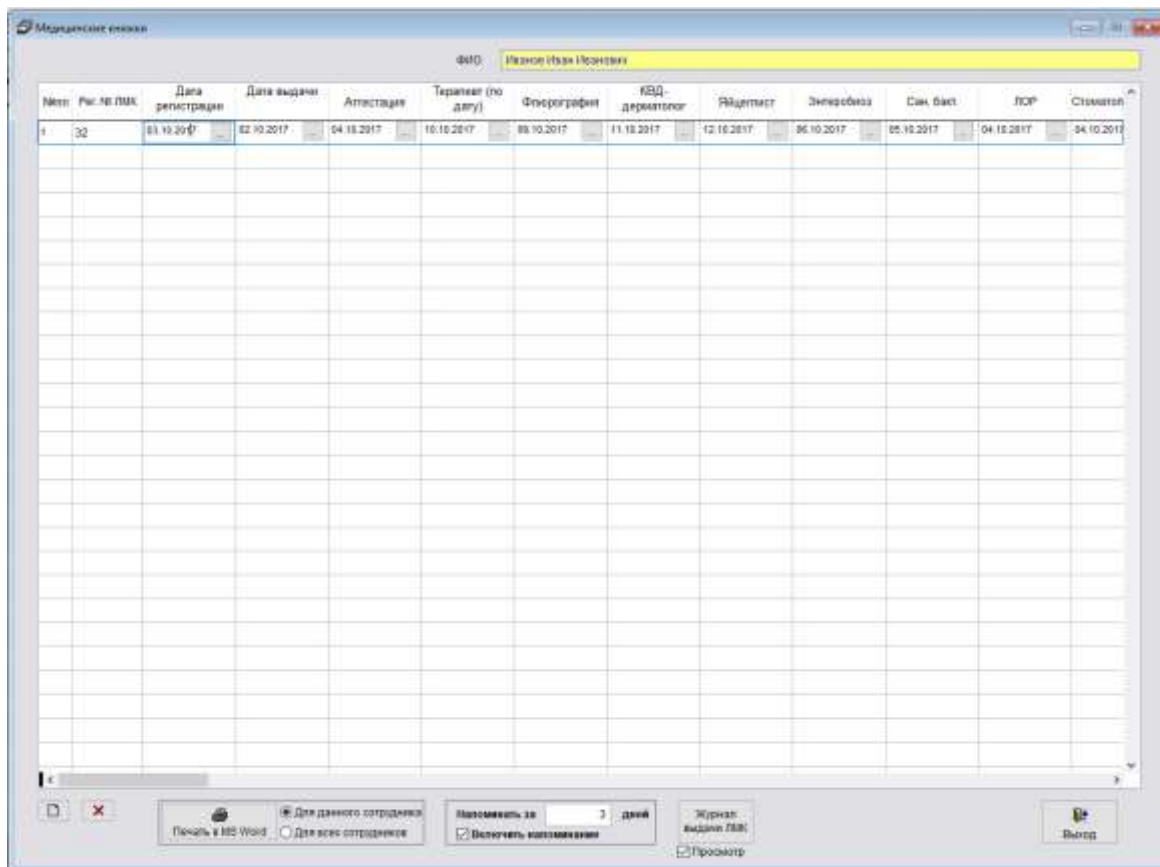 Медицинские книжки
ФИО Иванов Иван Иванович
№пп Рег. № ЛМК Дата регистрации Дата выдачи Аттестация Терапевт (по дату) Флюорография КВД-дерматолог Яйцеглист Энтеробиоз Сан. бакт. ЛОР Стоматол
1 32 03.10.2017 ... 02.10.2017 ... 04.10.2017 ... 10.10.2017 ... 09.10.2017 ... 11.10.2017 ... 12.10.2017 ... 06.10.2017 ... 05.10.2017 ... 04.10.2017 ... 04.10.2017
Печать в MS Word
Для данного сотрудника
Для всех сотрудников
Напоминать за 3 дней
Включить напоминание
Журнал
выдачи ЛМК
Просмотр
Выход